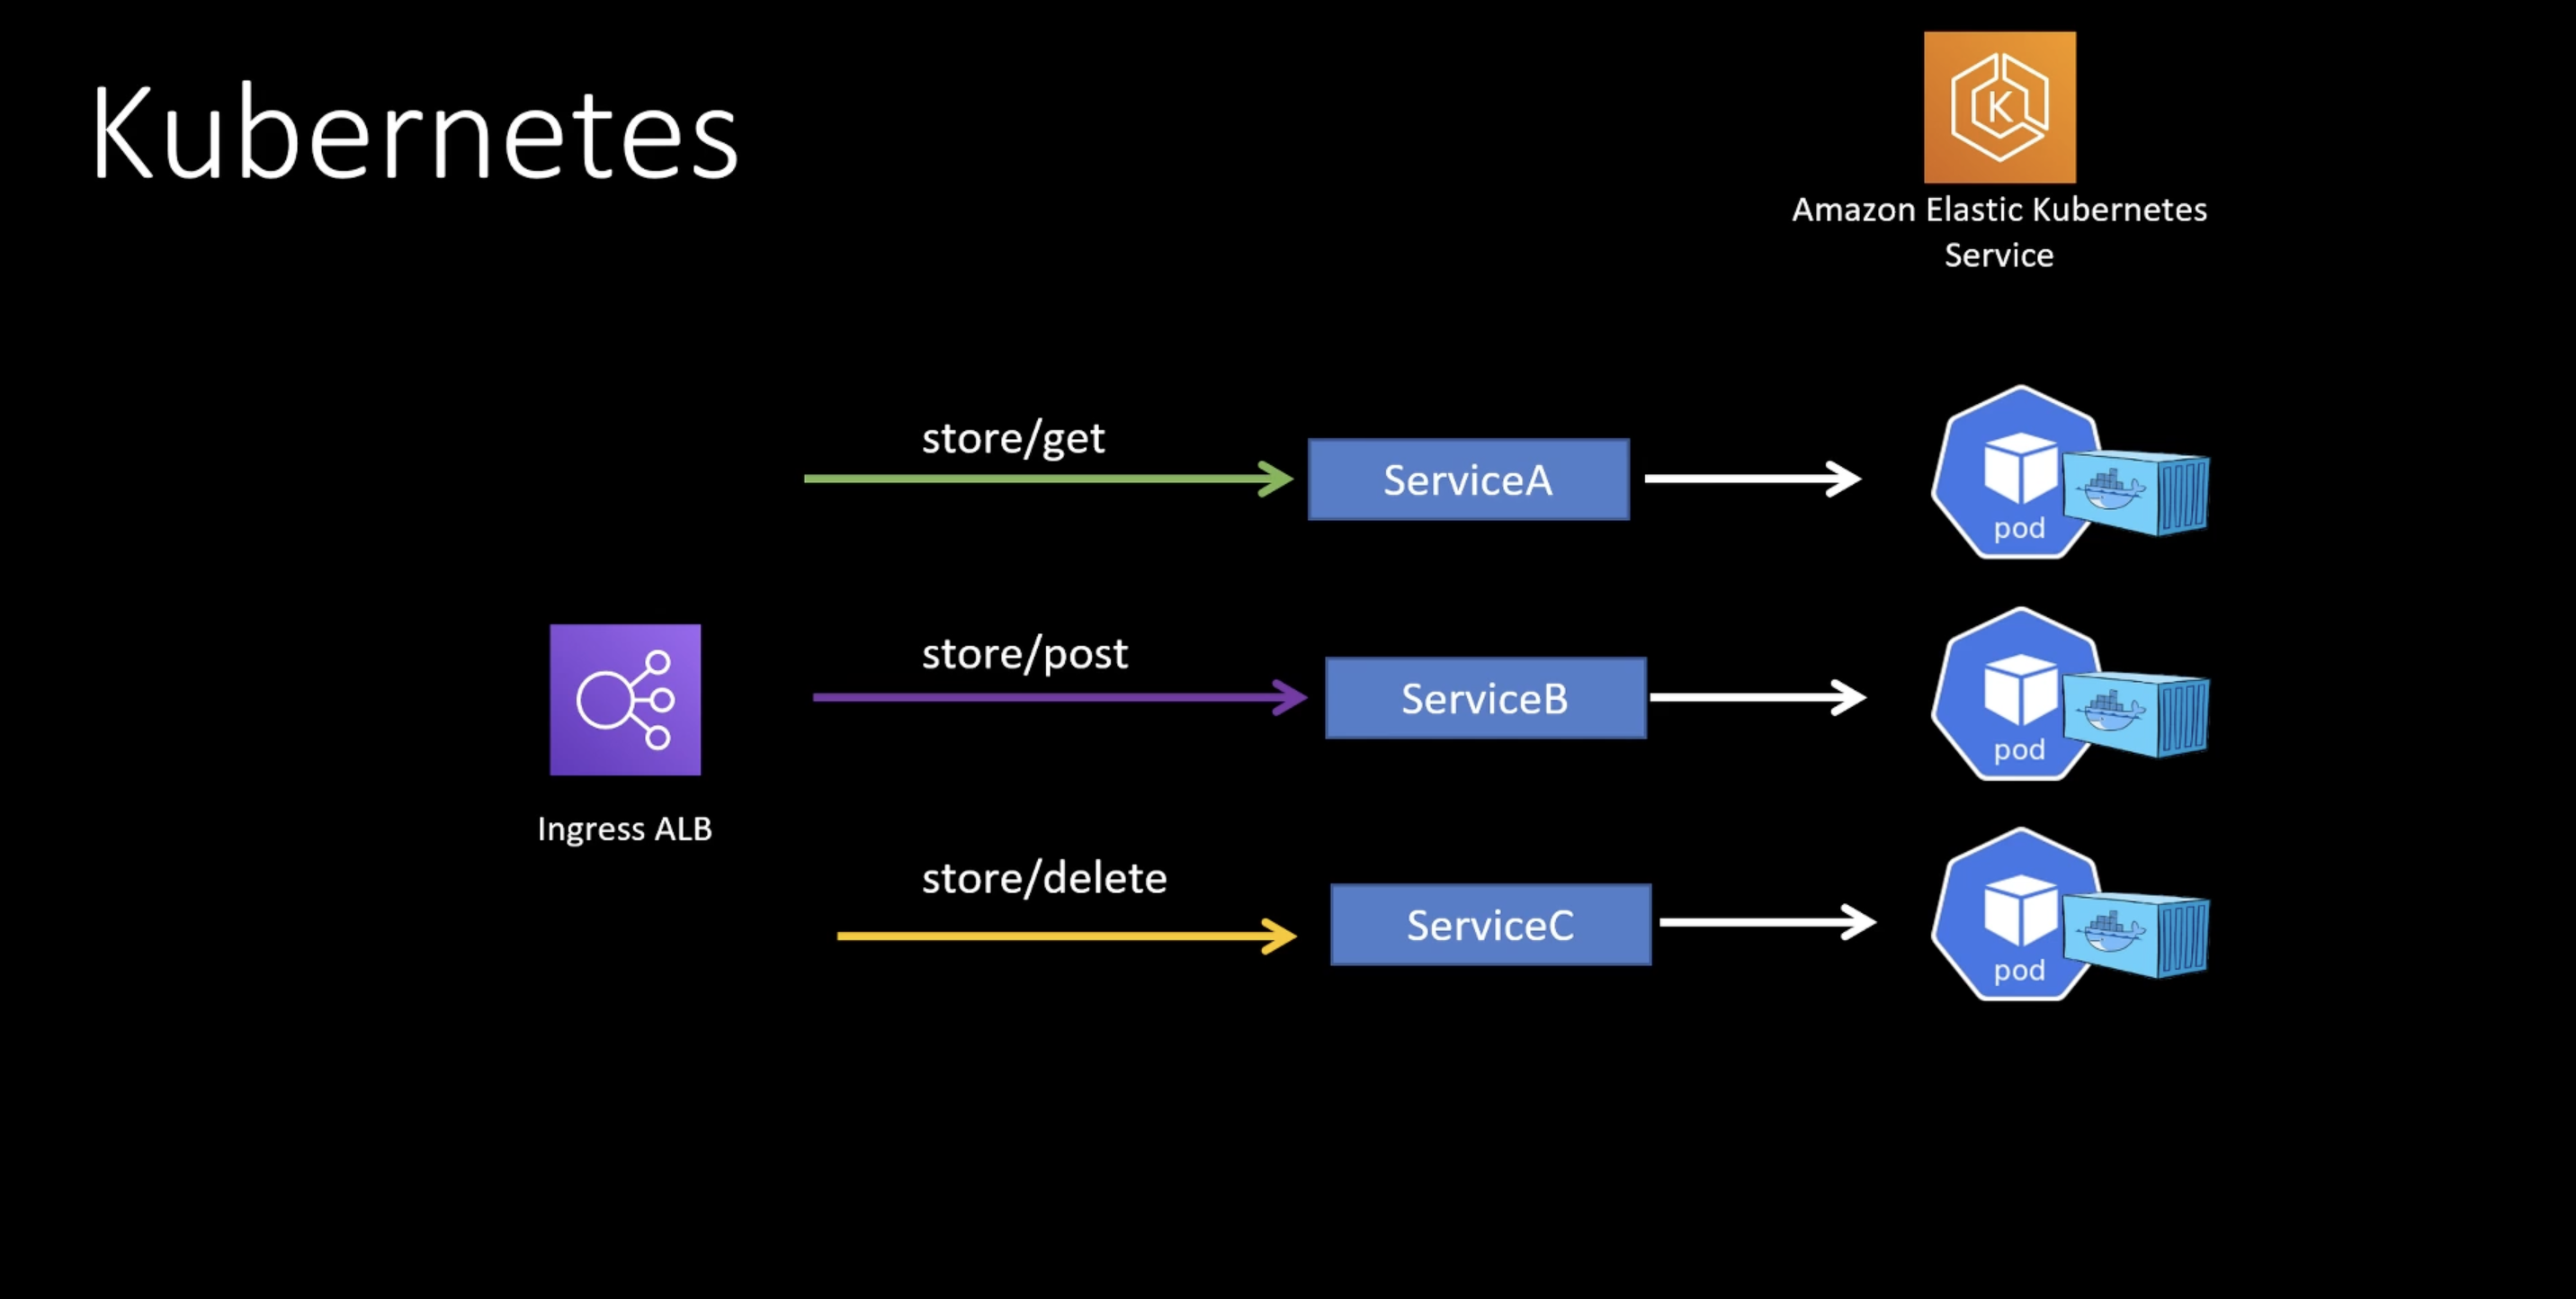 Kubernetes
K
Amazon Elastic Kubernetes
Service
store/get
ServiceA
pod
store/post
ServiceB
pod
Ingress ALB
store/delete
ServiceC
pod